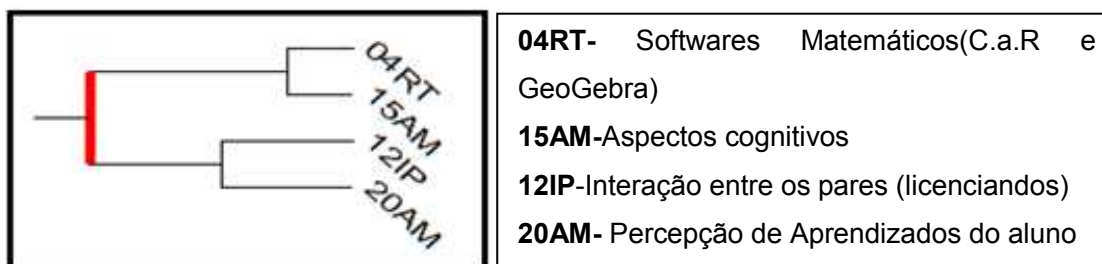 04RT
15AM
12IP
20AM
04RT- Softwares Matemáticos(C.a.R e
GeoGebra)
15AM-Aspectos cognitivos
12IP-Interação entre os pares (licenciandos)
20AM- Percepção de Aprendizados do aluno